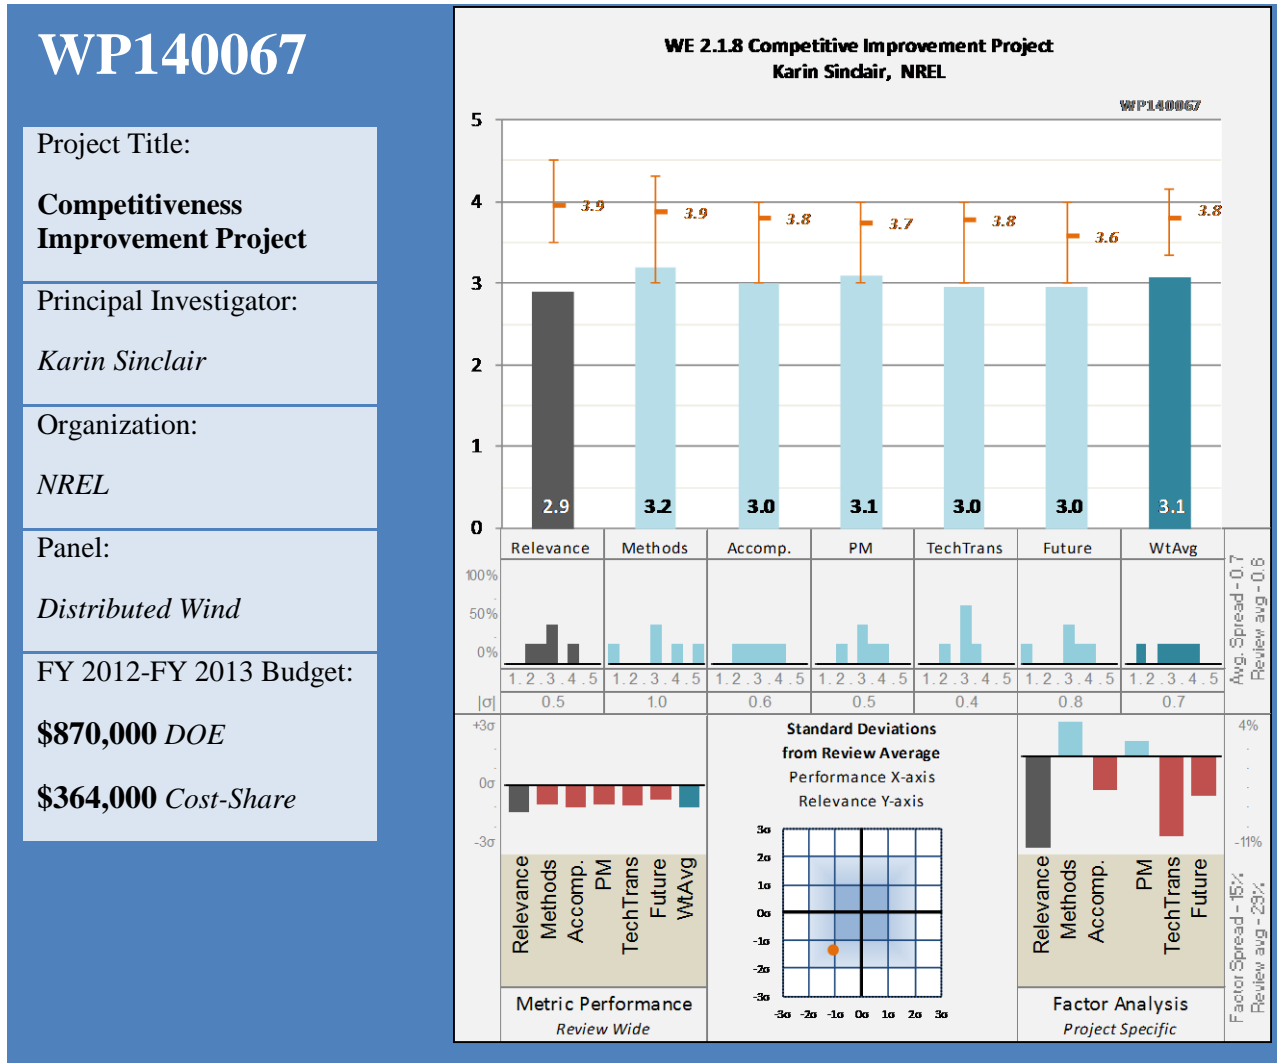 WP140067
Project Title:
Competitiveness
Improvement Project
Principal Investigator:
Karin Sinclair
Organization:
NREL
Panel:
Distributed Wind
FY 2012-FY 2013 Budget:
$870,000 DOE
$364,000 Cost-Share
WE 2.1.8 Competitive Improvement Project
Karin Sinclair, NREL
WP140067
5
4
3
2
1
0
3.9 3.9 3.8 3.7 3.8 3.6 3.8
2.9 3.2 3.0 3.1 3.0 3.0 3.1
Relevance Methods Accomp. PM TechTrans Future WtAvg
100%
50%
0%
1.2.3.4.5 1.2.3.4.5 1.2.3.4.5 1.2.3.4.5 1.2.3.4.5 1.2.3.4.5 1.2.3.4.5
|σ| 0.5 1.0 0.6 0.5 0.4 0.8 0.7
Avg. Spread - 0.7
Review avg - 0.6
+3σ
0σ
-3σ
Relevance
Methods
Accomp.
PM
TechTrans
Future
WtAvg
Metric Performance
Review Wide
Standard Deviations
from Review Average
Performance X-axis
Relevance Y-axis
3σ
2σ
1σ
0σ
-1σ
-2σ
-3σ
-3σ -2σ -1σ 0σ 1σ 2σ 3σ
4%
-11%
Relevance
Methods
Accomp.
PM
TechTrans
Future
Factor Analysis
Project Specific
Factor Spread - 15%
Review avg - 29%